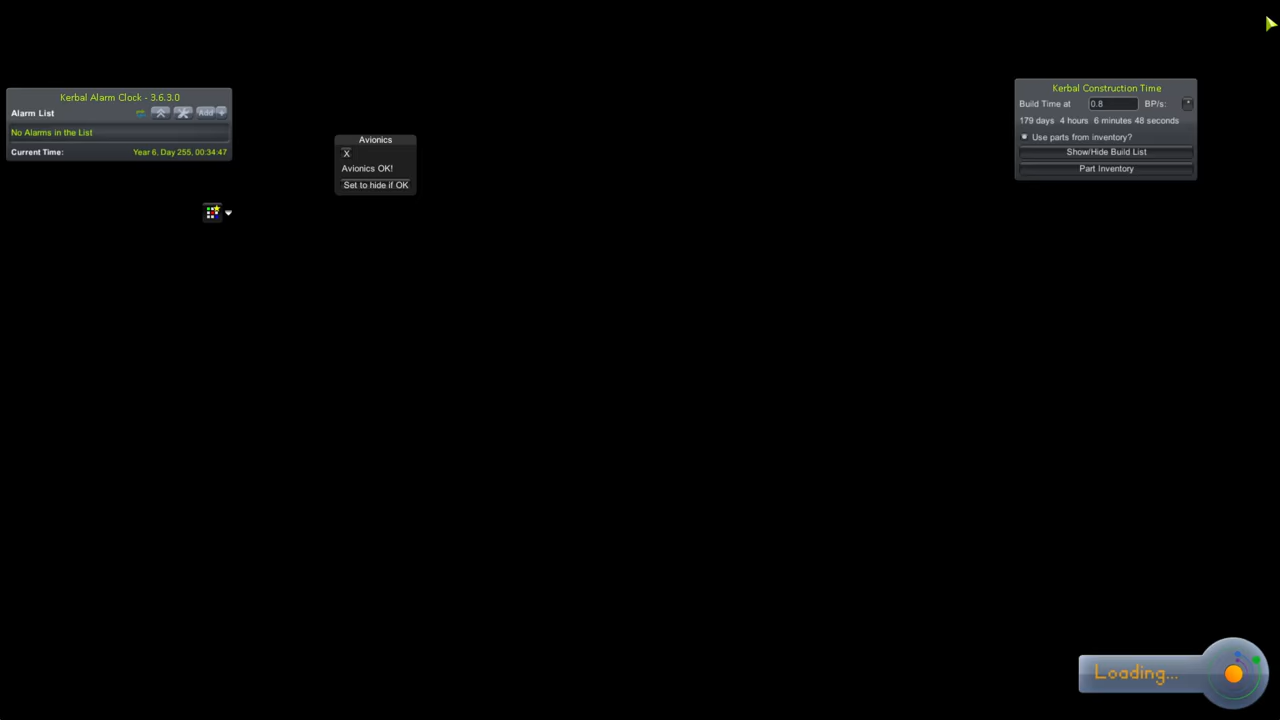 Kerbal Alarm Clock - 3.6.3.0
Alarm List
Add +
No Alarms in the List
Current Time: Year 6, Day 255, 00:34:47
Avionics
X
Avionics OK!
Set to hide if OK
Kerbal Construction Time
Build Time at 0.8 BP/s: *
179 days 4 hours 6 minutes 48 seconds
Use parts from inventory?
Show/Hide Build List
Part Inventory
Loading...